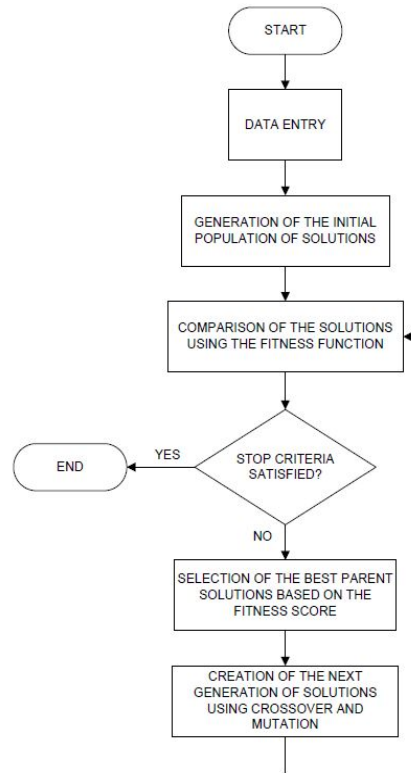 START
DATA ENTRY
GENERATION OF THE INITIAL
POPULATION OF SOLUTIONS
COMPARISON OF THE SOLUTIONS
USING THE FITNESS FUNCTION
STOP CRITERIA
SATISFIED?
YES
END
NO
SELECTION OF THE BEST PARENT
SOLUTIONS BASED ON THE
FITNESS SCORE
CREATION OF THE NEXT
GENERATION OF SOLUTIONS
USING CROSSOVER AND
MUTATION